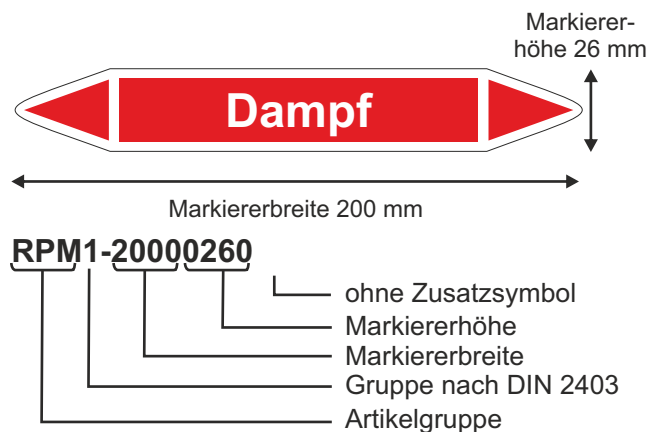 Markierer-
höhe 26 mm
Dampf
Markiererbreite 200 mm
RPM1-20000260
ohne Zusatzsymbol
Markiererhöhe
Markiererbreite
Gruppe nach DIN 2403
Artikelgruppe